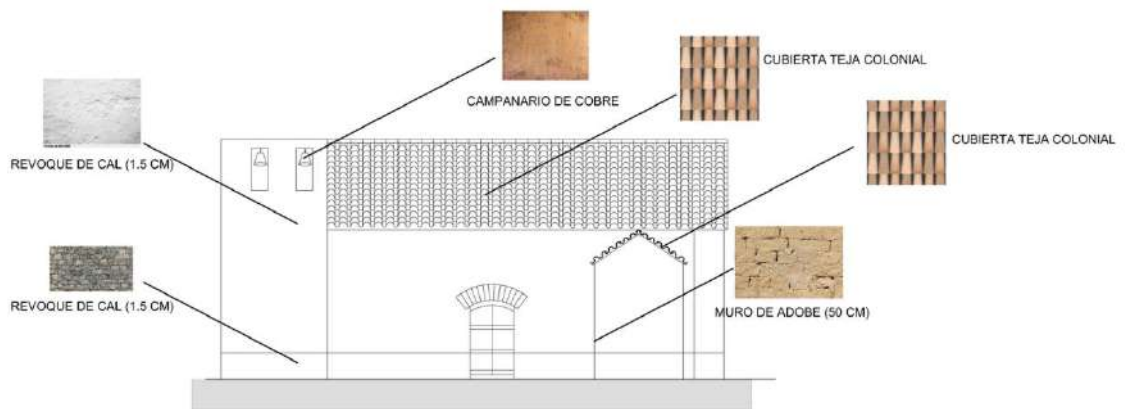 CUBIERTA TEJA COLONIAL
CAMPANARIO DE COBRE
CUBIERTA TEJA COLONIAL
REVOQUE DE CAL (1.5 CM)
REVOQUE DE CAL (1.5 CM)
MURO DE ADOBE (50 CM)